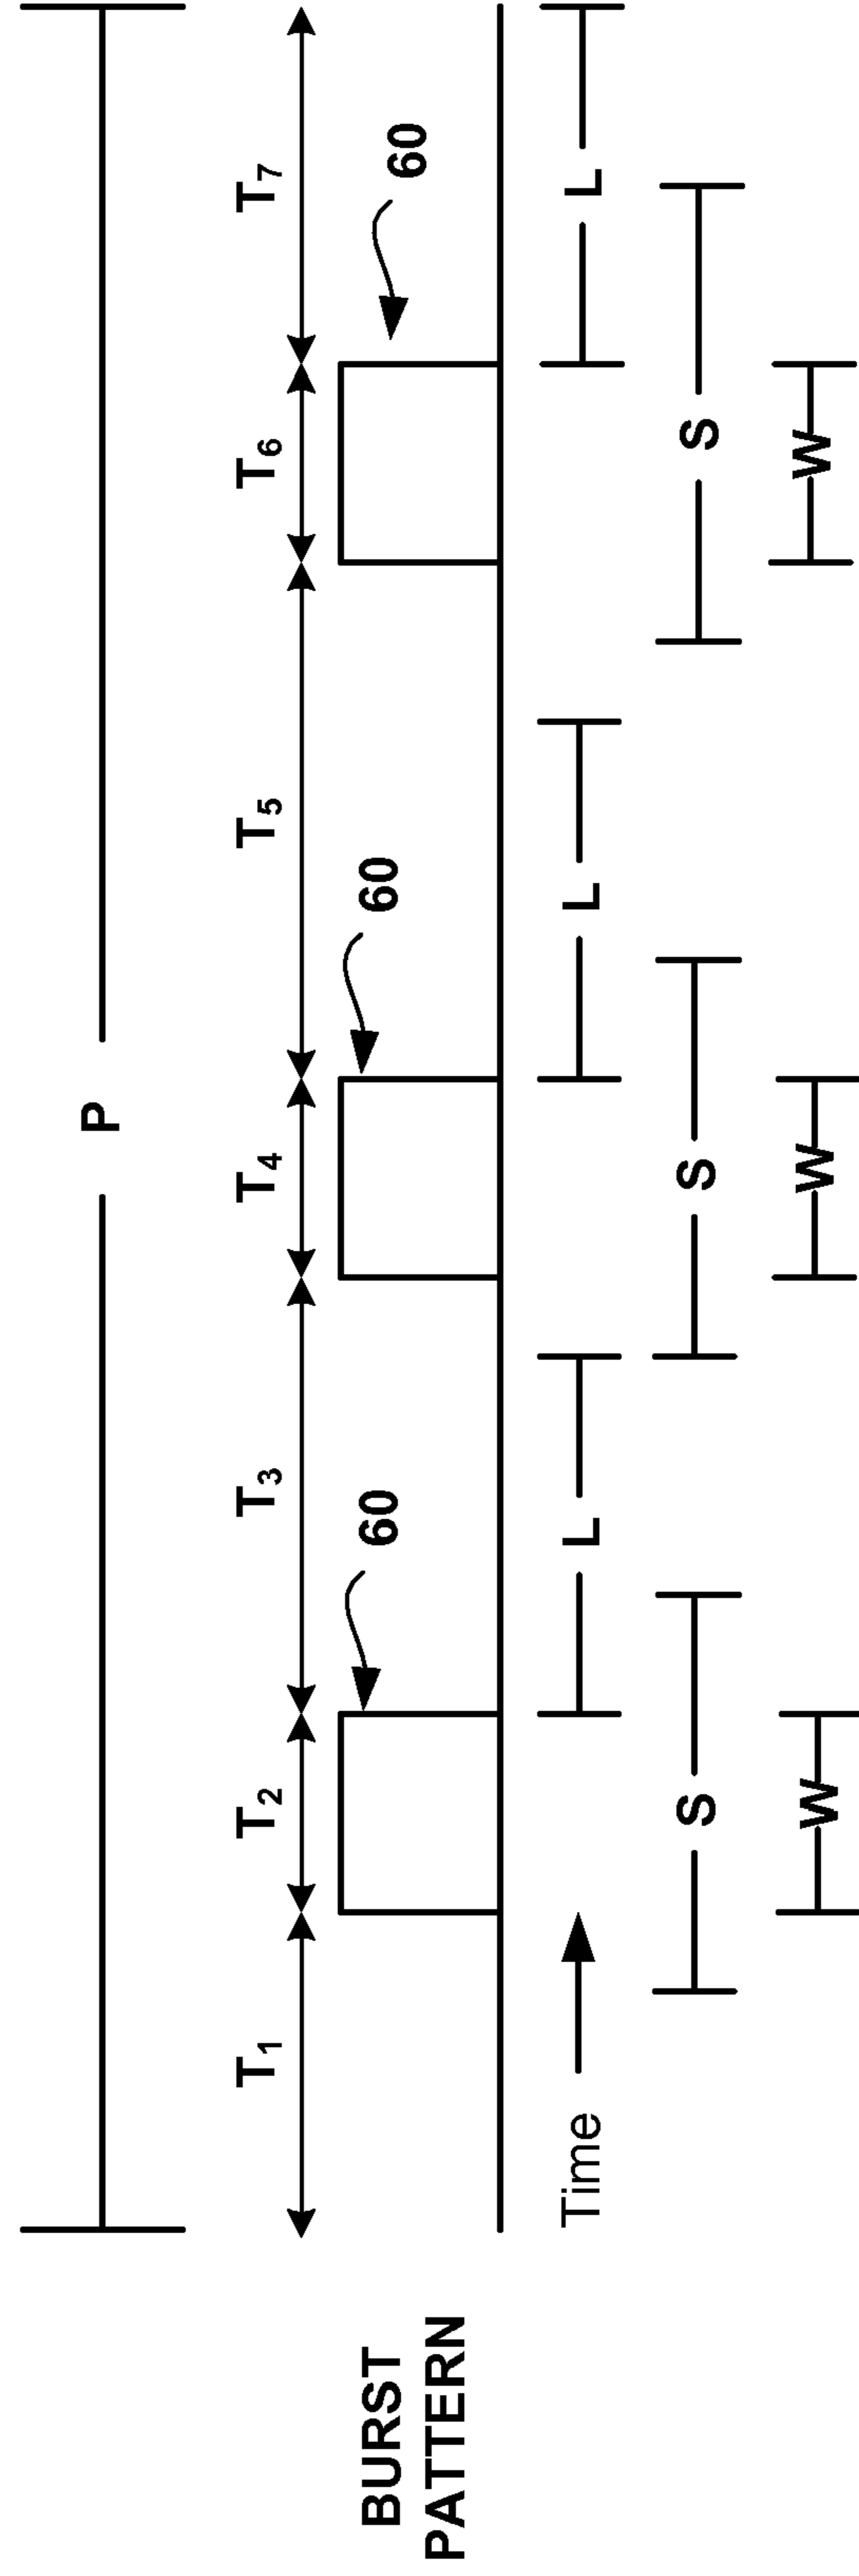 P
T₁ T₂ T₃ T₄ T₅ T₆ T₇
60 60 60
BURST
PATTERN
Time L L L
S S S
W W W